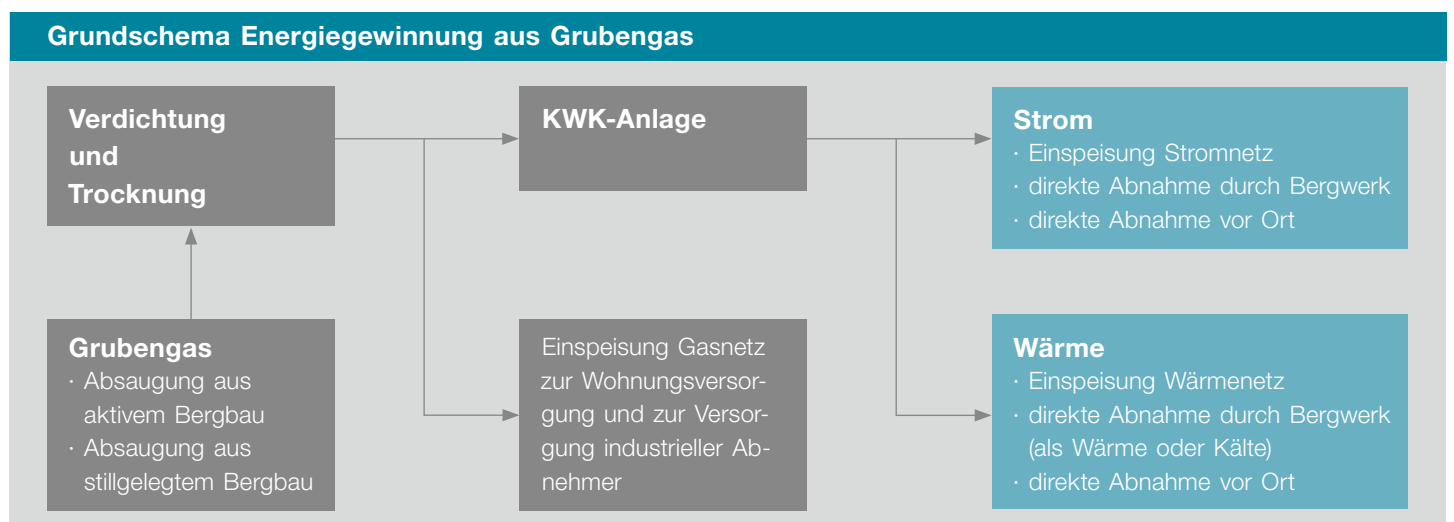 Grundschema Energiegewinnung aus Grubengas
Verdichtung
und
Trocknung
KWK-Anlage
Strom
· Einspeisung Stromnetz
· direkte Abnahme durch Bergwerk
· direkte Abnahme vor Ort
Grubengas
· Absaugung aus
aktivem Bergbau
· Absaugung aus
stillgelegtem Bergbau
Einspeisung Gasnetz
zur Wohnungsversor-
gung und zur Versor-
gung industrieller Ab-
nehmer
Wärme
· Einspeisung Wärmenetz
· direkte Abnahme durch Bergwerk
(als Wärme oder Kälte)
· direkte Abnahme vor Ort